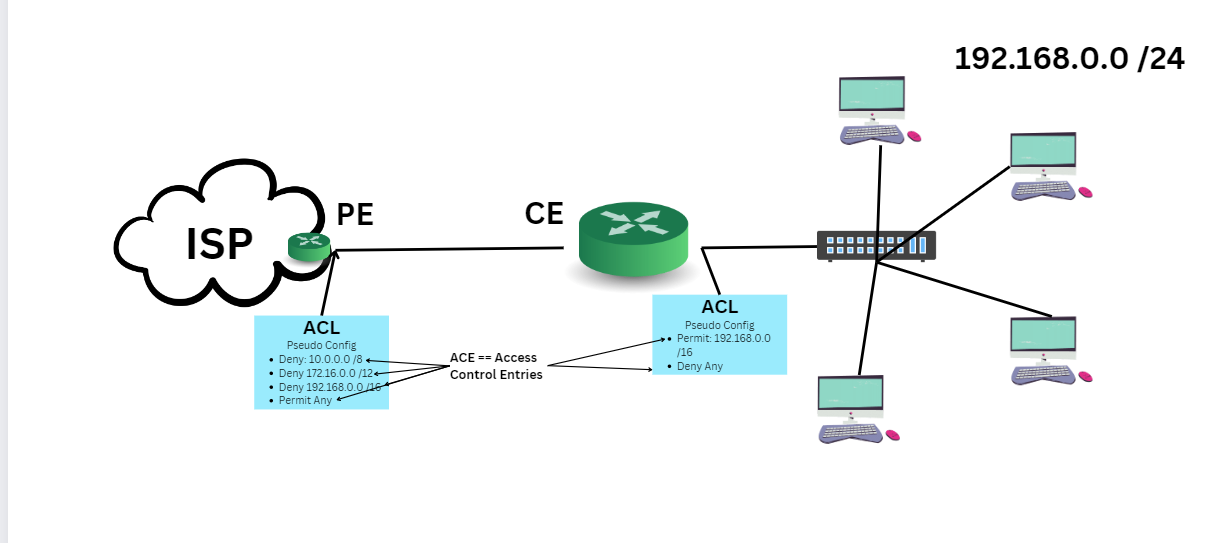 192.168.0.0 /24
PE
CE
ISP
ACL
Pseudo Config
Deny: 10.0.0.0 /8
Deny 172.16.0.0 /12
Deny 192.168.0.0 /16
Permit Any
ACE == Access
Control Entries
ACL
Pseudo Config
Permit: 192.168.0.0
/16
Deny Any